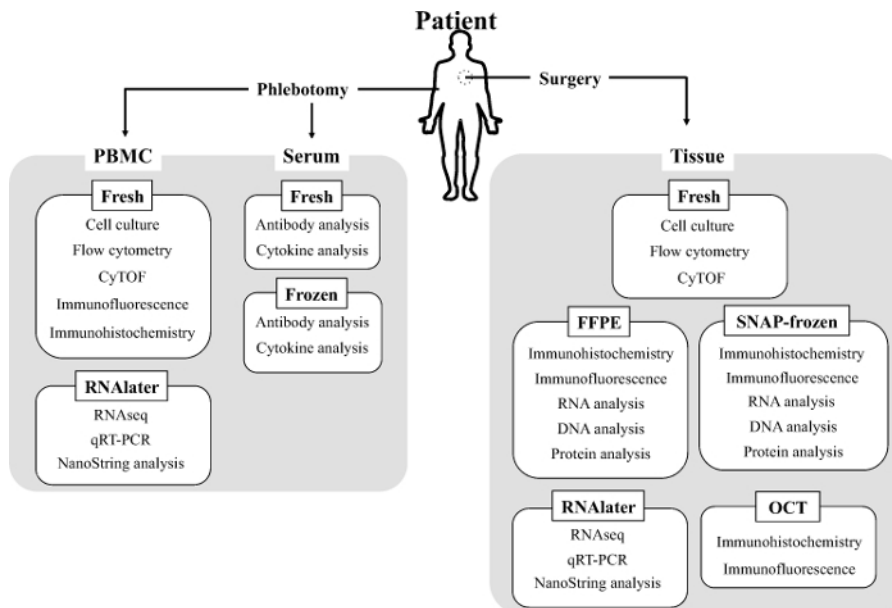 Patient
Phlebotomy
Surgery
PBMC
Fresh
Cell culture
Flow cytometry
CyTOF
Immunofluorescence
Immunohistochemistry
RNAlater
RNAseq
qRT-PCR
NanoString analysis
Serum
Fresh
Antibody analysis
Cytokine analysis
Frozen
Antibody analysis
Cytokine analysis
Tissue
Fresh
Cell culture
Flow cytometry
CyTOF
FFPE
Immunohistochemistry
Immunofluorescence
RNA analysis
DNA analysis
Protein analysis
SNAP-frozen
Immunohistochemistry
Immunofluorescence
RNA analysis
DNA analysis
Protein analysis
RNAlater
RNAseq
qRT-PCR
NanoString analysis
OCT
Immunohistochemistry
Immunofluorescence